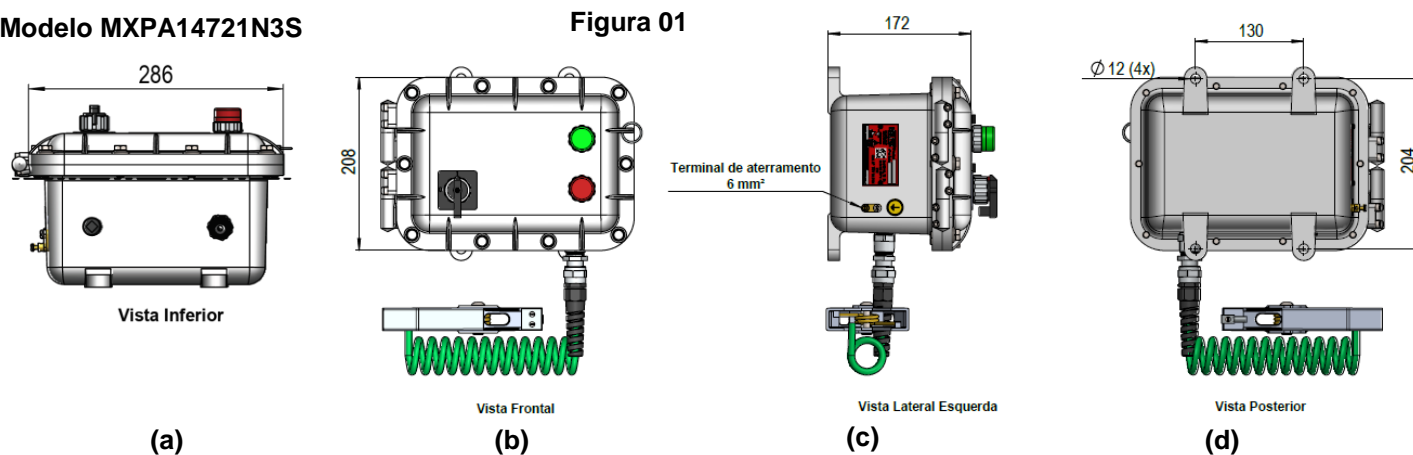 Modelo MXPA14721N3S
Figura 01
286
Vista Inferior
(a)
208
Vista Frontal
(b)
172
Terminal de aterramento
6 mm²
Vista Lateral Esquerda
(c)
130
Ø 12 (4x)
204
Vista Posterior
(d)